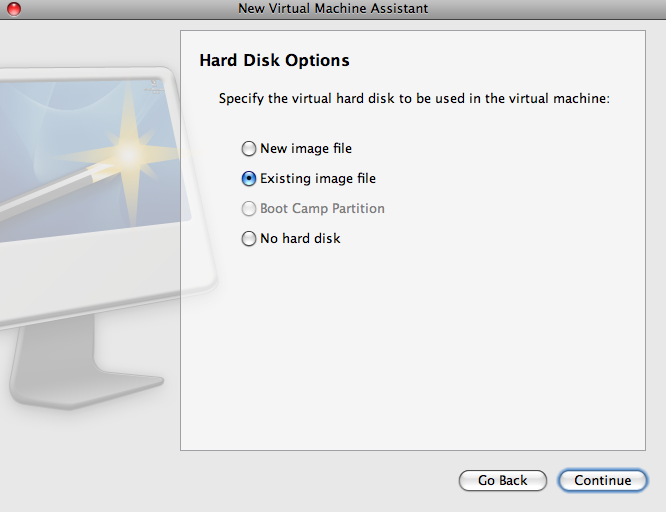 New Virtual Machine Assistant
Hard Disk Options
Specify the virtual hard disk to be used in the virtual machine:
New image file
Existing image file
Boot Camp Partition
No hard disk
Go Back
Continue